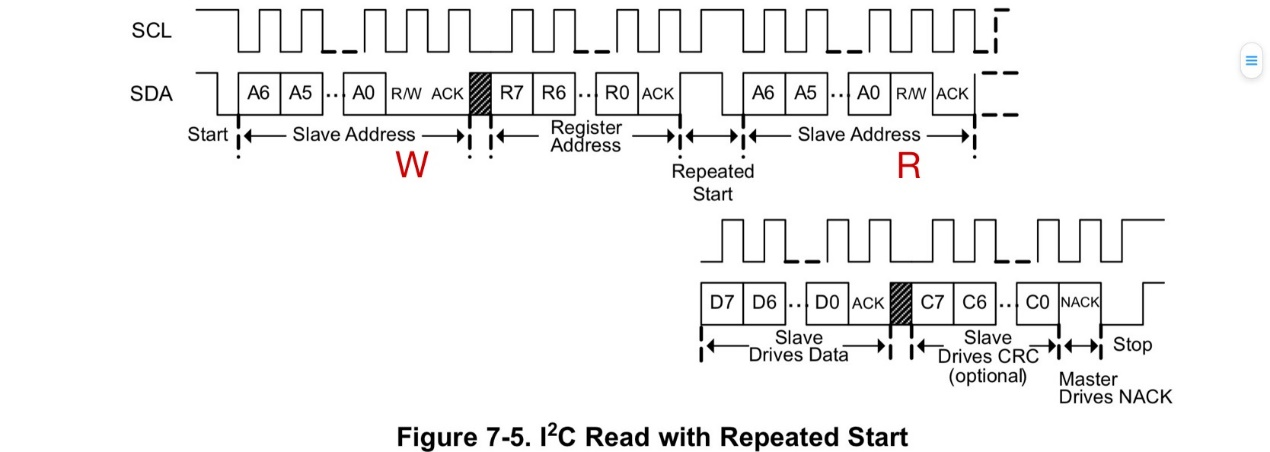 SCL
SDA A6 A5 ... A0 R/W ACK R7 R6 ... R0 ACK A6 A5 ... A0 R/W ACK
Start Slave Address Register Address Slave Address
W R
Repeated
Start
D7 D6 ... D0 ACK C7 C6 ... C0 NACK
Slave
Drives Data
Slave
Drives CRC
(optional)
Stop
Master
Drives NACK
Figure 7-5. I²C Read with Repeated Start